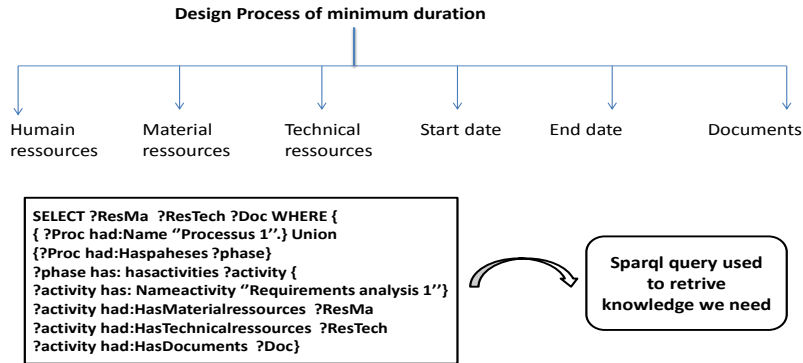 Design Process of minimum duration
Humain ressources
Material ressources
Technical ressources
Start date
End date
Documents
SELECT ?ResMa ?ResTech ?Doc WHERE {
{ ?Proc had:Name ‘‘Processus 1’’.} Union
{?Proc had:Haspaheses ?phase}
?phase has: hasactivities ?activity {
?activity has: Nameactivity ‘‘Requirements analysis 1’’}
?activity had:HasMaterialressources ?ResMa
?activity had:HasTechnicalressources ?ResTech
?activity had:HasDocuments ?Doc}
Sparql query used
to retrive
knowledge we need